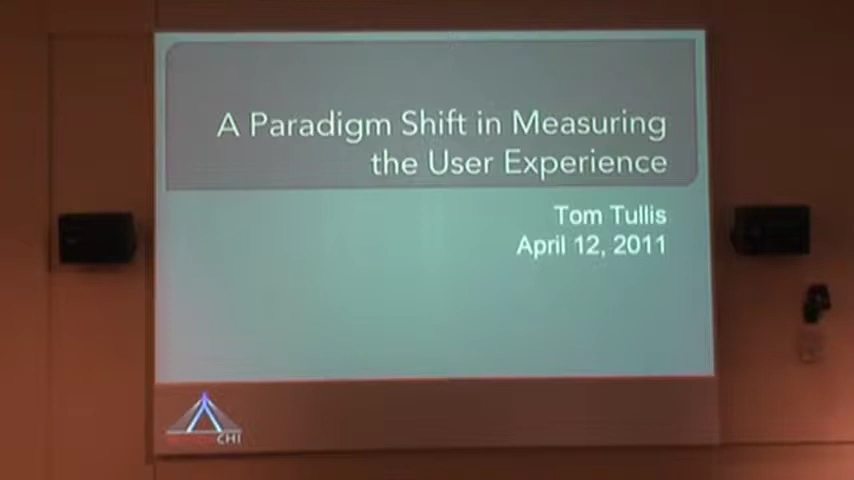 A Paradigm Shift in Measuring
the User Experience
Tom Tullis
April 12, 2011
CHI